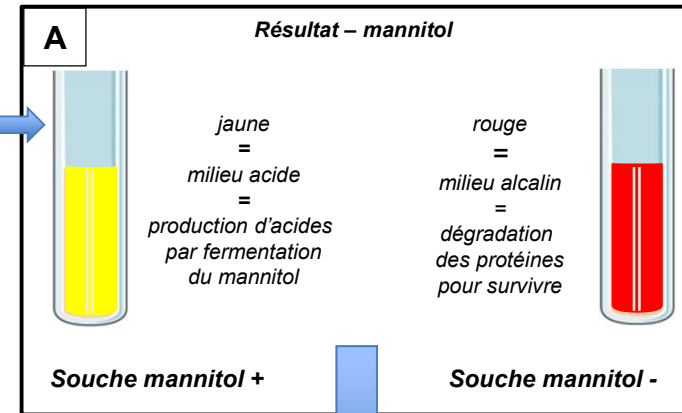 A
Résultat – mannitol
jaune
=
milieu acide
=
production d'acides
par fermentation
du mannitol
rouge
=
milieu alcalin
=
dégradation
des protéines
pour survivre
Souche mannitol +
Souche mannitol -